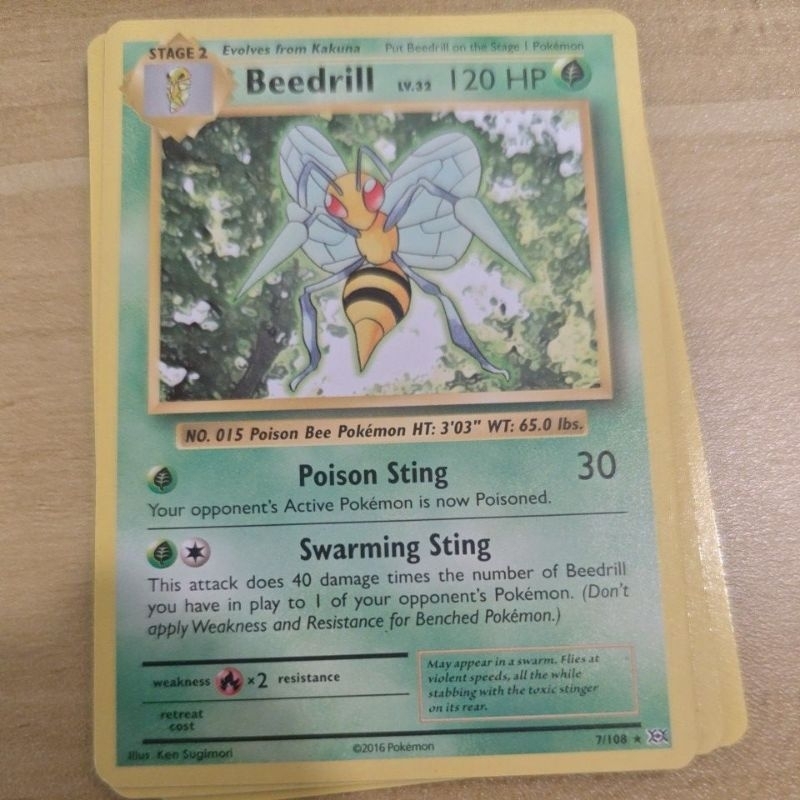 STAGE 2 Evolves from Kakuna Put Beedrill on the Stage 1 Pokémon
Beedrill LV.32 120 HP
NO. 015 Poison Bee Pokémon HT: 3'03" WT: 65.0 lbs.
Poison Sting 30
Your opponent's Active Pokémon is now Poisoned.
Swarming Sting
This attack does 40 damage times the number of Beedrill
you have in play to 1 of your opponent's Pokémon. (Don't
apply Weakness and Resistance for Benched Pokémon.)
weakness ×2 resistance
retreat
cost
May appear in a swarm. Flies at
violent speeds, all the while
stabbing with the toxic stinger
on its rear.
Illus. Ken Sugimori ©2016 Pokémon 7/108 ★